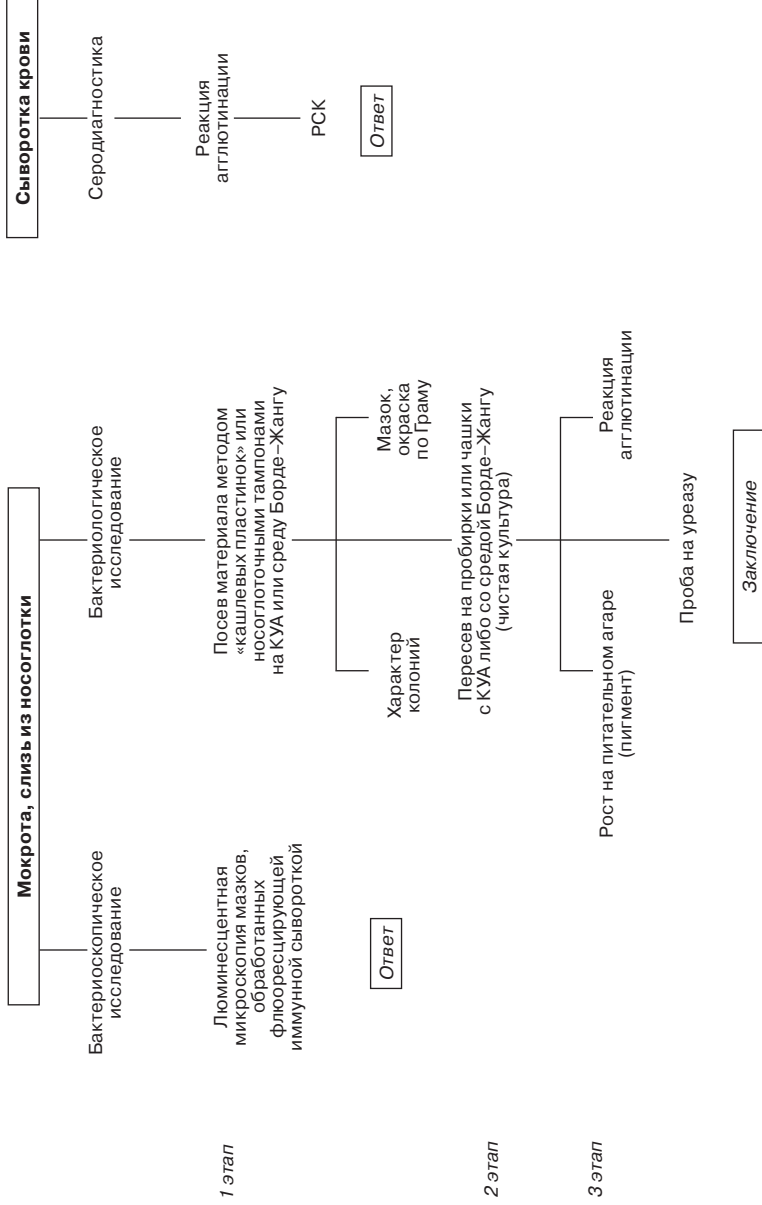 Мокрота, слизь из носоглотки
Сыворотка крови
Бактериоскопическое
исследование
Бактериологическое
исследование
Серодиагностика
1 этап
Люминесцентная
микроскопия мазков,
обработанных
флюоресцирующей
иммунной сывороткой
Посев материала методом
«кашлевых пластинок» или
носоглоточными тампонами
на КУА или среду Борде–Жангу
Реакция
агглютинации
РСК
Ответ
Характер
колоний
Мазок,
окраска
по Граму
Ответ
2 этап
Пересев на пробирки или чашки
с КУА либо со средой Борде–Жангу
(чистая культура)
3 этап
Рост на питательном агаре
(пигмент)
Реакция
агглютинации
Проба на уреазу
Заключение